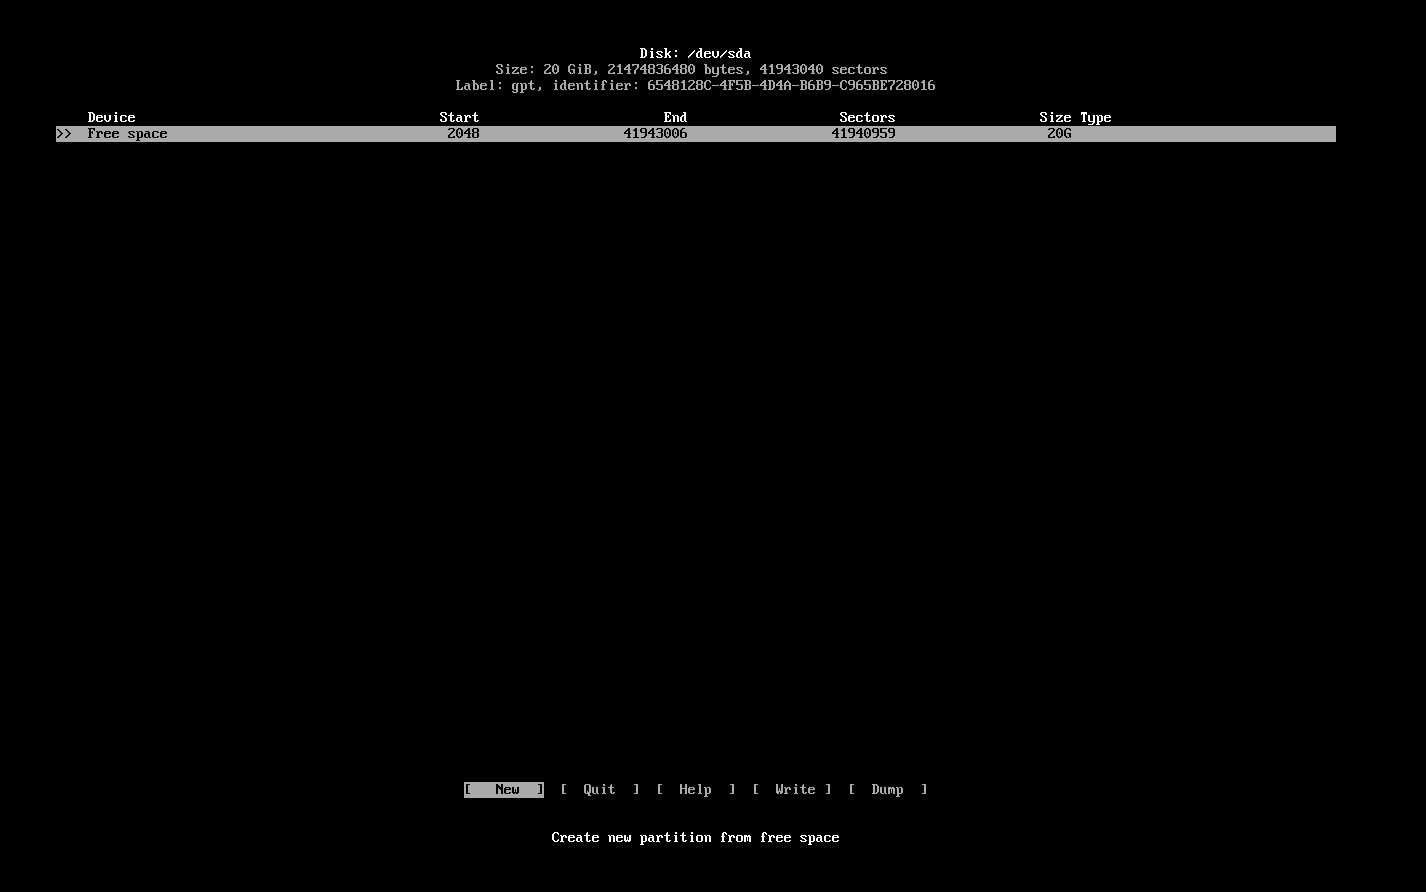 Disk: /dev/sda
Size: 20 GiB, 21474836480 bytes, 41943040 sectors
Label: gpt, identifier: 6548128C-4F5B-4D4A-B6B9-C965BE728016
Device Start End Sectors Size Type
>> Free space 2048 41943006 41940959 20G
[ New ] [ Quit ] [ Help ] [ Write ] [ Dump ]
Create new partition from free space